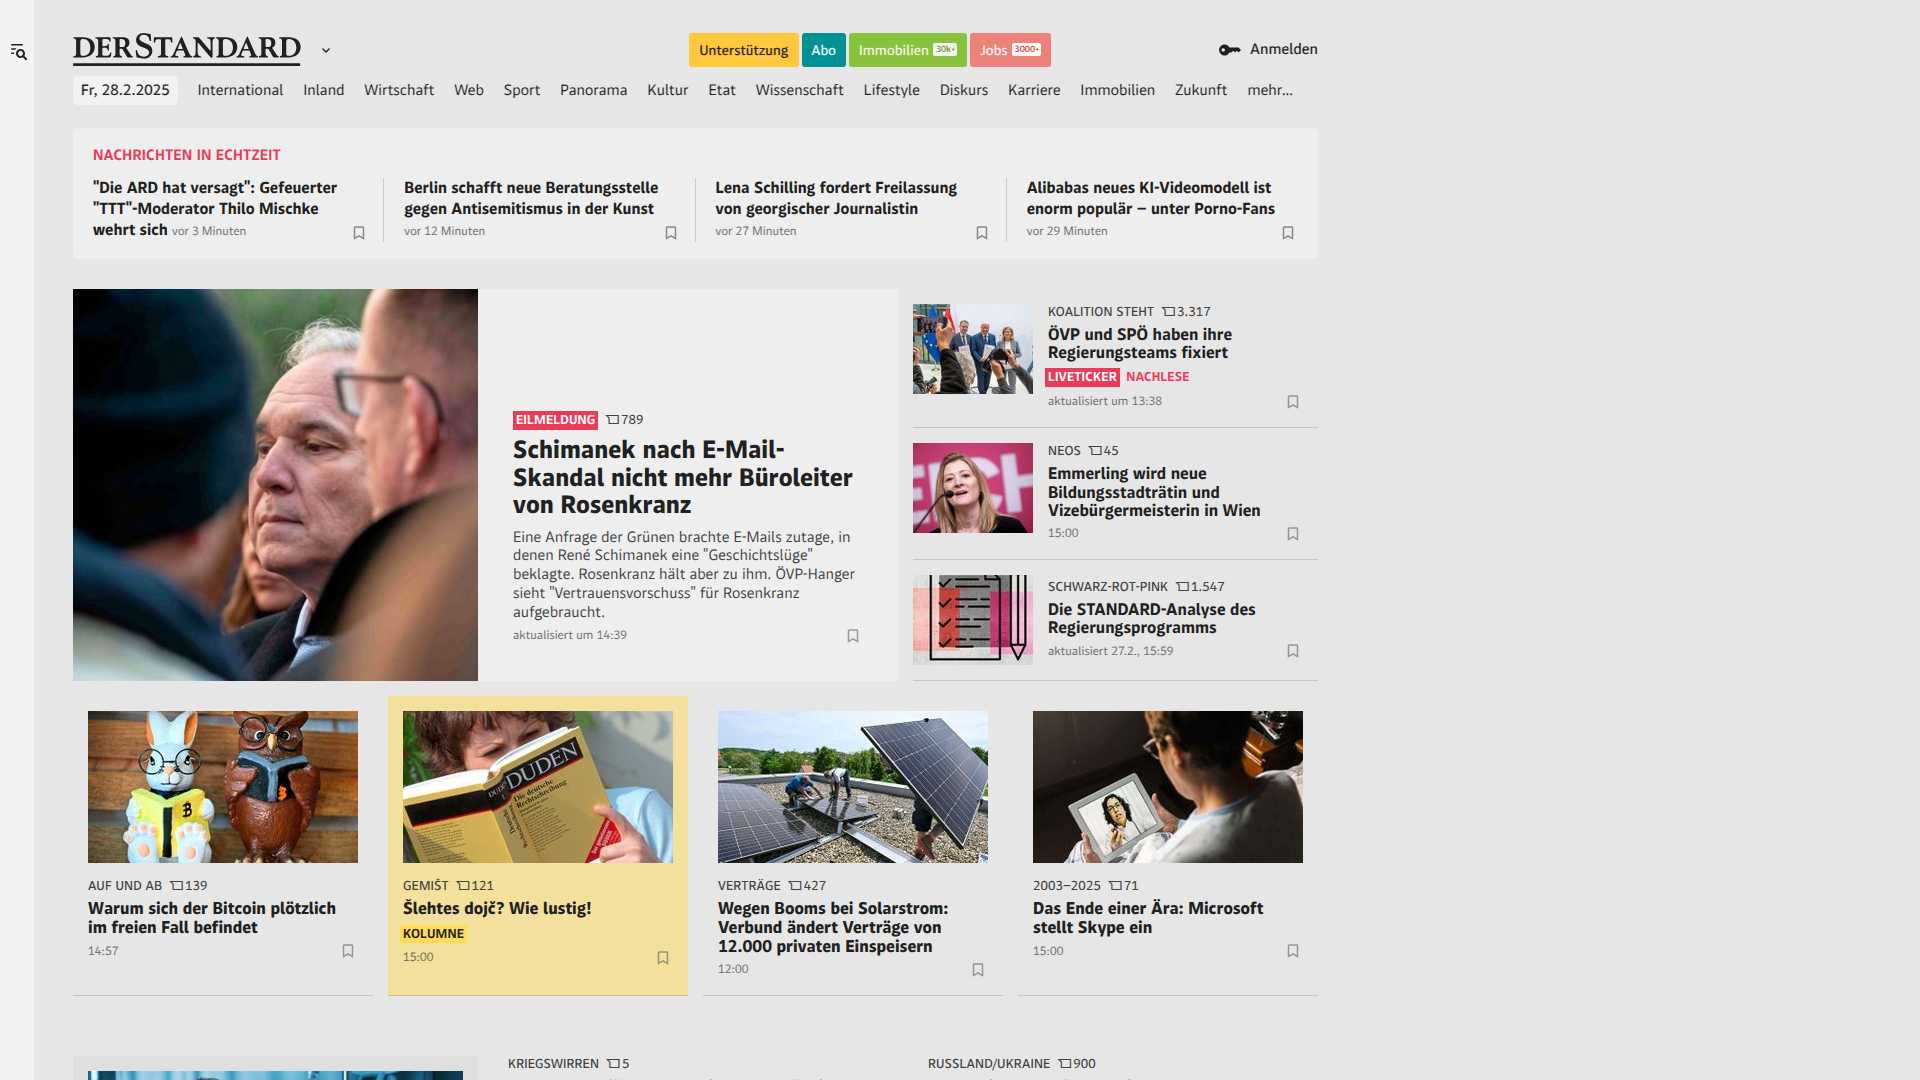 DERSTANDARD
Unterstützung
Abo
Immobilien 30k+
Jobs 3000+
Anmelden
Fr, 28.2.2025
International
Inland
Wirtschaft
Web
Sport
Panorama
Kultur
Etat
Wissenschaft
Lifestyle
Diskurs
Karriere
Immobilien
Zukunft
mehr...
NACHRICHTEN IN ECHTZEIT
"Die ARD hat versagt": Gefeuerter
"TTT"-Moderator Thilo Mischke
wehrt sich vor 3 Minuten
Berlin schafft neue Beratungsstelle
gegen Antisemitismus in der Kunst
vor 12 Minuten
Lena Schilling fordert Freilassung
von georgischer Journalistin
vor 27 Minuten
Alibabas neues KI-Videomodell ist
enorm populär – unter Porno-Fans
vor 29 Minuten
EILMELDUNG 789
Schimanek nach E-Mail-
Skandal nicht mehr Büroleiter
von Rosenkranz
Eine Anfrage der Grünen brachte E-Mails zutage, in
denen René Schimanek eine "Geschichtslüge"
beklagte. Rosenkranz hält aber zu ihm. ÖVP-Hanger
sieht "Vertrauensvorschuss" für Rosenkranz
aufgebraucht.
aktualisiert um 14:39
KOALITION STEHT 3.317
ÖVP und SPÖ haben ihre
Regierungsteams fixiert
LIVETICKER NACHLESE
aktualisiert um 13:38
EICH
NEOS 45
Emmerling wird neue
Bildungsstadträtin und
Vizebürgermeisterin in Wien
15:00
SCHWARZ-ROT-PINK 1.547
Die STANDARD-Analyse des
Regierungsprogramms
aktualisiert 27.2., 15:59
AUF UND AB 139
Warum sich der Bitcoin plötzlich
im freien Fall befindet
14:57
DUDEN
Die deutsche
Rechtschreibung
GEMIŠT 121
Šlehtes dojč? Wie lustig!
KOLUMNE
15:00
VERTRÄGE 427
Wegen Booms bei Solarstrom:
Verbund ändert Verträge von
12.000 privaten Einspeisern
12:00
2003–2025 71
Das Ende einer Ära: Microsoft
stellt Skype ein
15:00
KRIEGSWIRREN 5
RUSSLAND/UKRAINE 900